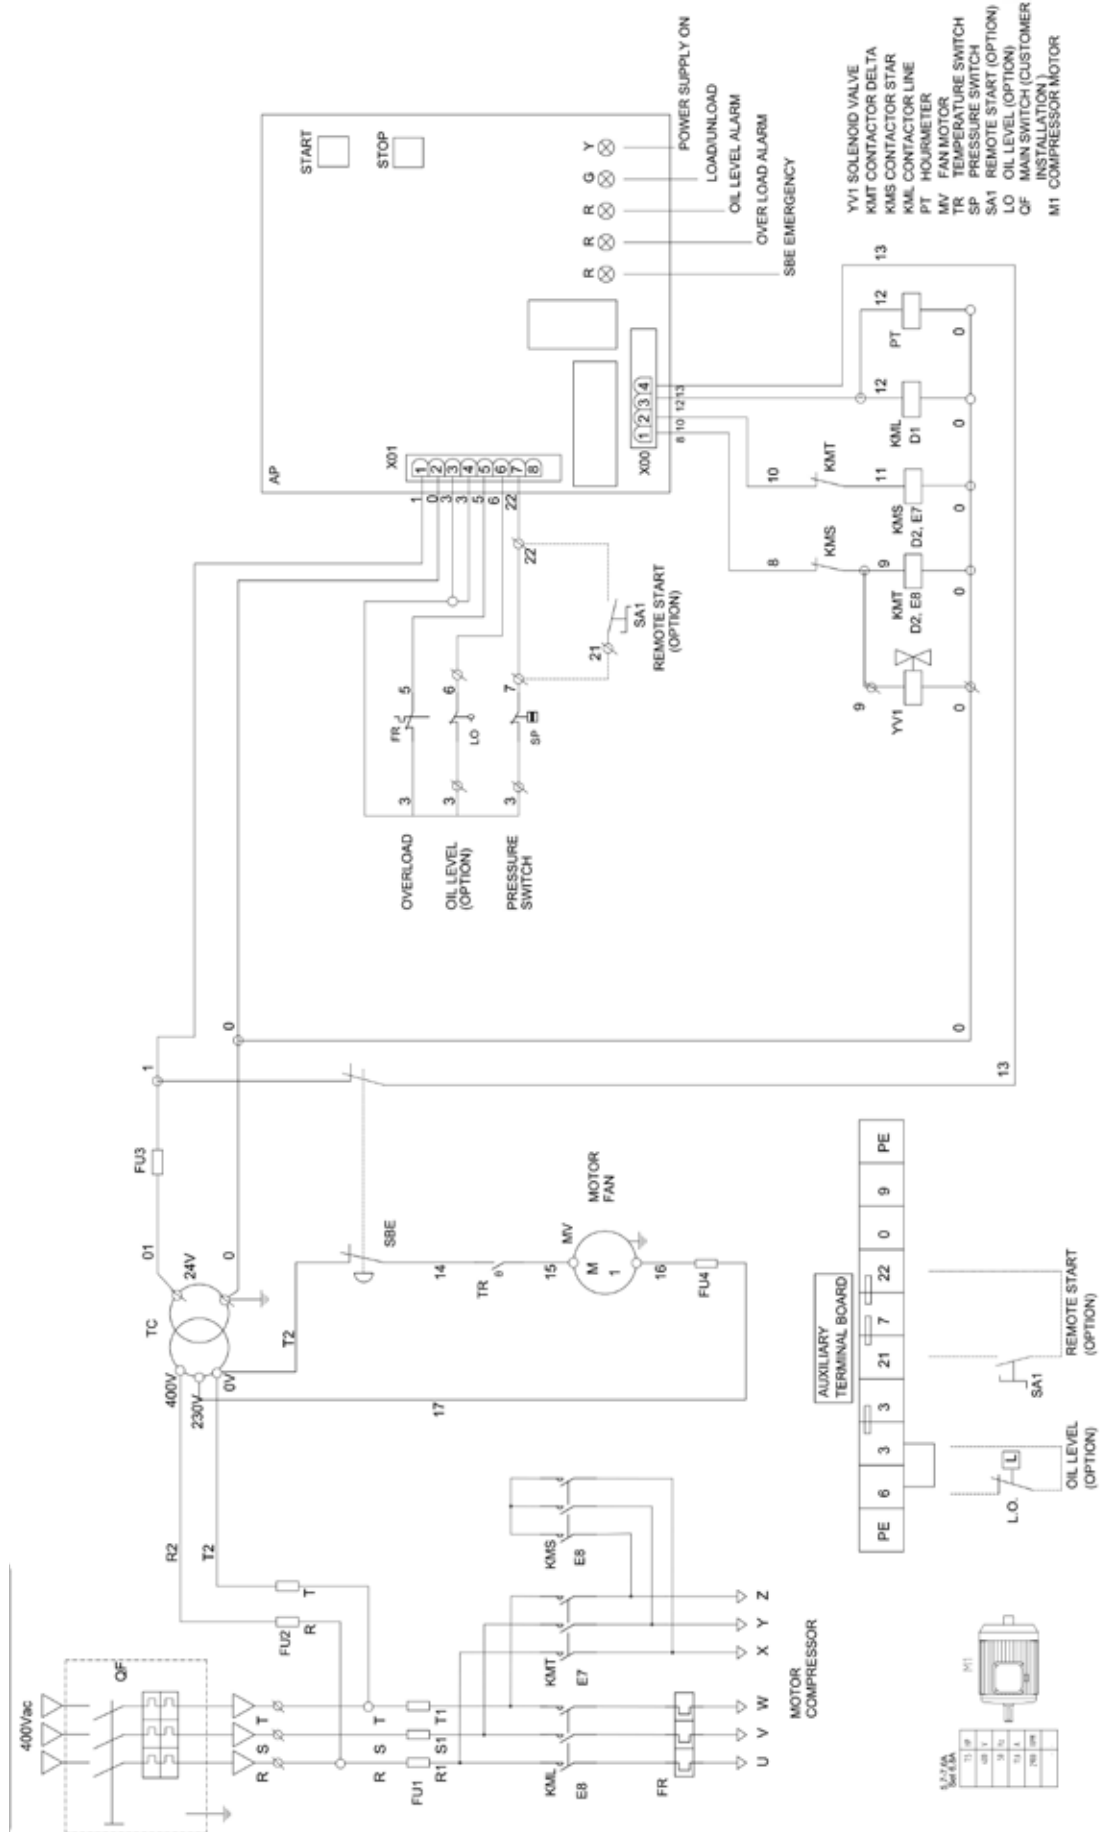 400Vac
QF
R
S
T
R
S
T
FU1
R1
S1
T1
KML
E8
FR
U
V
W
X
Y
Z
MOTOR
COMPRESSOR
KMT
E7
KMS
E8
FU2
R
T
R2
T2
TC
400V
230V
0V
24V
01
0
FU3
1
0
T2
17
SBE
14
TR
θ
15
MV
M
1
MOTOR
FAN
16
FU4
13
0
OVERLOAD
OIL LEVEL
(OPTION)
PRESSURE
SWITCH
3
3
3
FR
LO
SP
5
6
7
21
22
SA1
REMOTE START
(OPTION)
AP
X01
1
2
3
4
5
6
7
8
1
0
3
3
5
6
22
START
STOP
R
R
R
G
Y
POWER SUPPLY ON
LOAD/UNLOAD
OIL LEVEL ALARM
OVER LOAD ALARM
SBE EMERGENCY
X00
1
2
3
4
8
10
12
13
8
KMS
9
KMT
D2, E8
0
10
KMT
11
KMS
D2, E7
0
12
KML
D1
0
12
PT
0
13
9
YV1
0
YV1 SOLENOID VALVE
KMT CONTACTOR DELTA
KMS CONTACTOR STAR
KML CONTACTOR LINE
PT HOURMETER
MV FAN MOTOR
TR TEMPERATURE SWITCH
SP PRESSURE SWITCH
SA1 REMOTE START (OPTION)
LO OIL LEVEL (OPTION)
QF MAIN SWITCH (CUSTOMER
INSTALLATION )
M1 COMPRESSOR MOTOR
AUXILIARY
TERMINAL BOARD
PE
6
3
3
21
7
22
0
9
PE
L.O.
L
OIL LEVEL
(OPTION)
SA1
REMOTE START
(OPTION)
M1